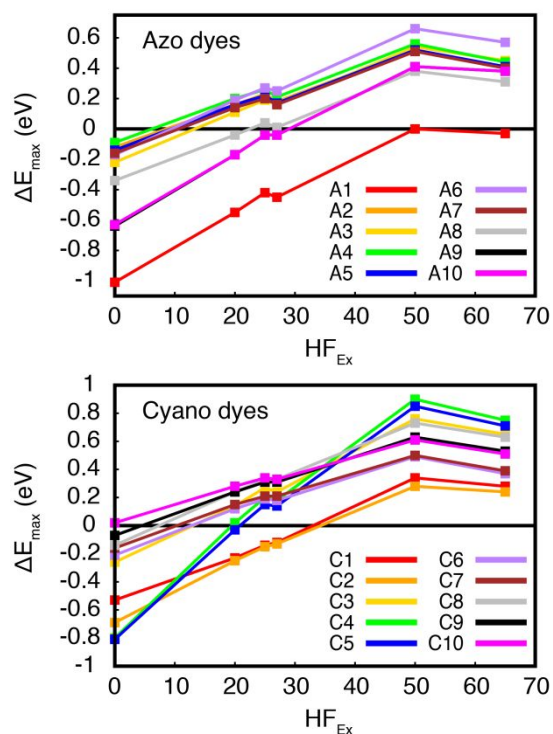 Azo dyes
ΔE_max (eV)
0.6
0.4
0.2
0
-0.2
-0.4
-0.6
-0.8
-1
A1 A6
A2 A7
A3 A8
A4 A9
A5 A10
0 10 20 30 40 50 60 70
HF_Ex
Cyano dyes
ΔE_max (eV)
1
0.8
0.6
0.4
0.2
0
-0.2
-0.4
-0.6
-0.8
-1
C1 C6
C2 C7
C3 C8
C4 C9
C5 C10
0 10 20 30 40 50 60 70
HF_Ex